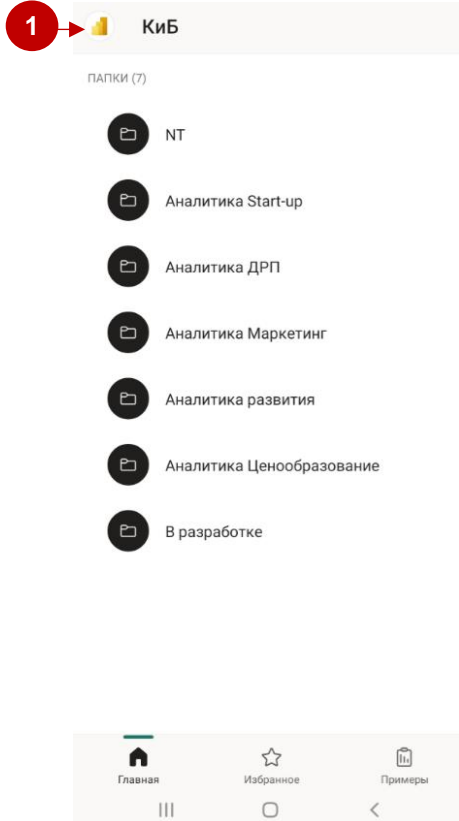 1
КиБ
ПАПКИ (7)
NT
Аналитика Start-up
Аналитика ДРП
Аналитика Маркетинг
Аналитика развития
Аналитика Ценообразование
В разработке
Главная Избранное Примеры